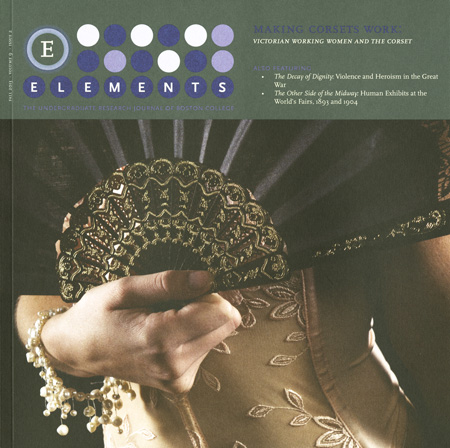 MAKING CORSETS WORK:
VICTORIAN WORKING WOMEN AND THE CORSET
ALSO FEATURING
• The Decay of Dignity: Violence and Heroism in the Great
War
• The Other Side of the Midway: Human Exhibits at the
World's Fairs, 1893 and 1904
E
ELEMENTS
THE UNDERGRADUATE RESEARCH JOURNAL OF BOSTON COLLEGE